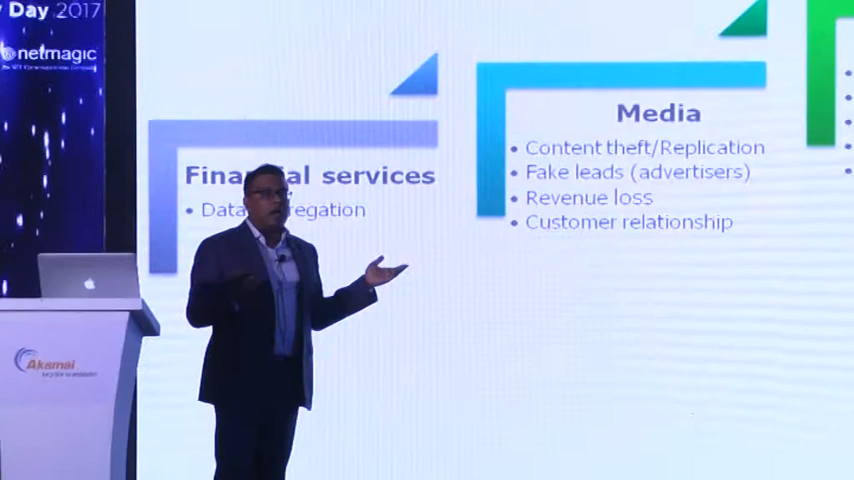 Day 2017
netmagic
Financial services
• Data
Media
• Content theft/Replication
• Fake leads (advertisers)
• Revenue loss
• Customer relationship
Akamai